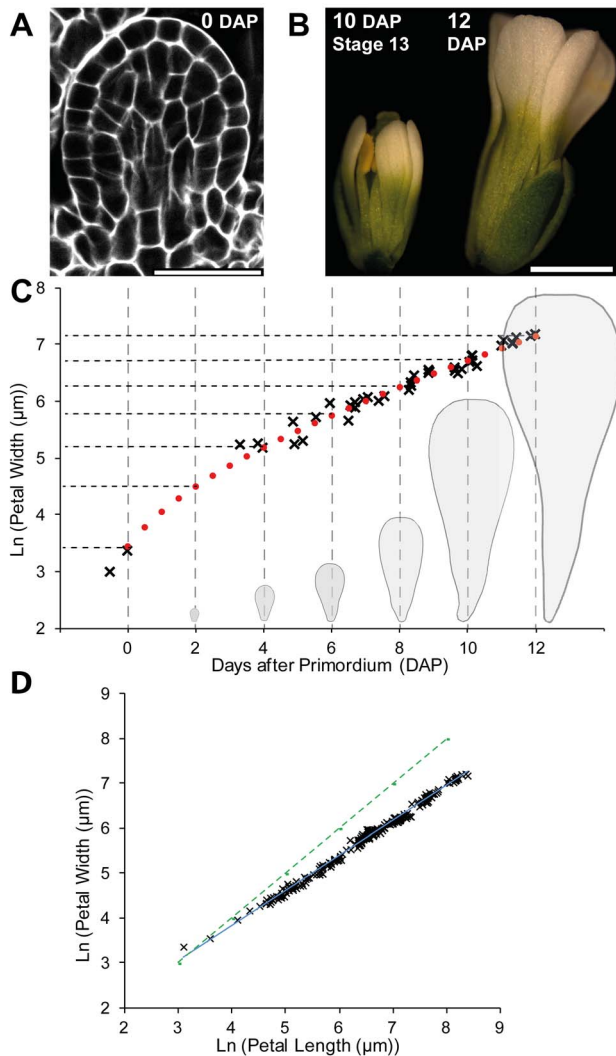 A
0 DAP
B
10 DAP
Stage 13
12
DAP
C
Ln (Petal Width (μm))
7
6
5
4
3
2
0
2
4
6
8
10
12
Days after Primordium (DAP)
D
Ln (Petal Width (μm))
9
8
7
6
5
4
3
2
2
3
4
5
6
7
8
9
Ln (Petal Length (μm))